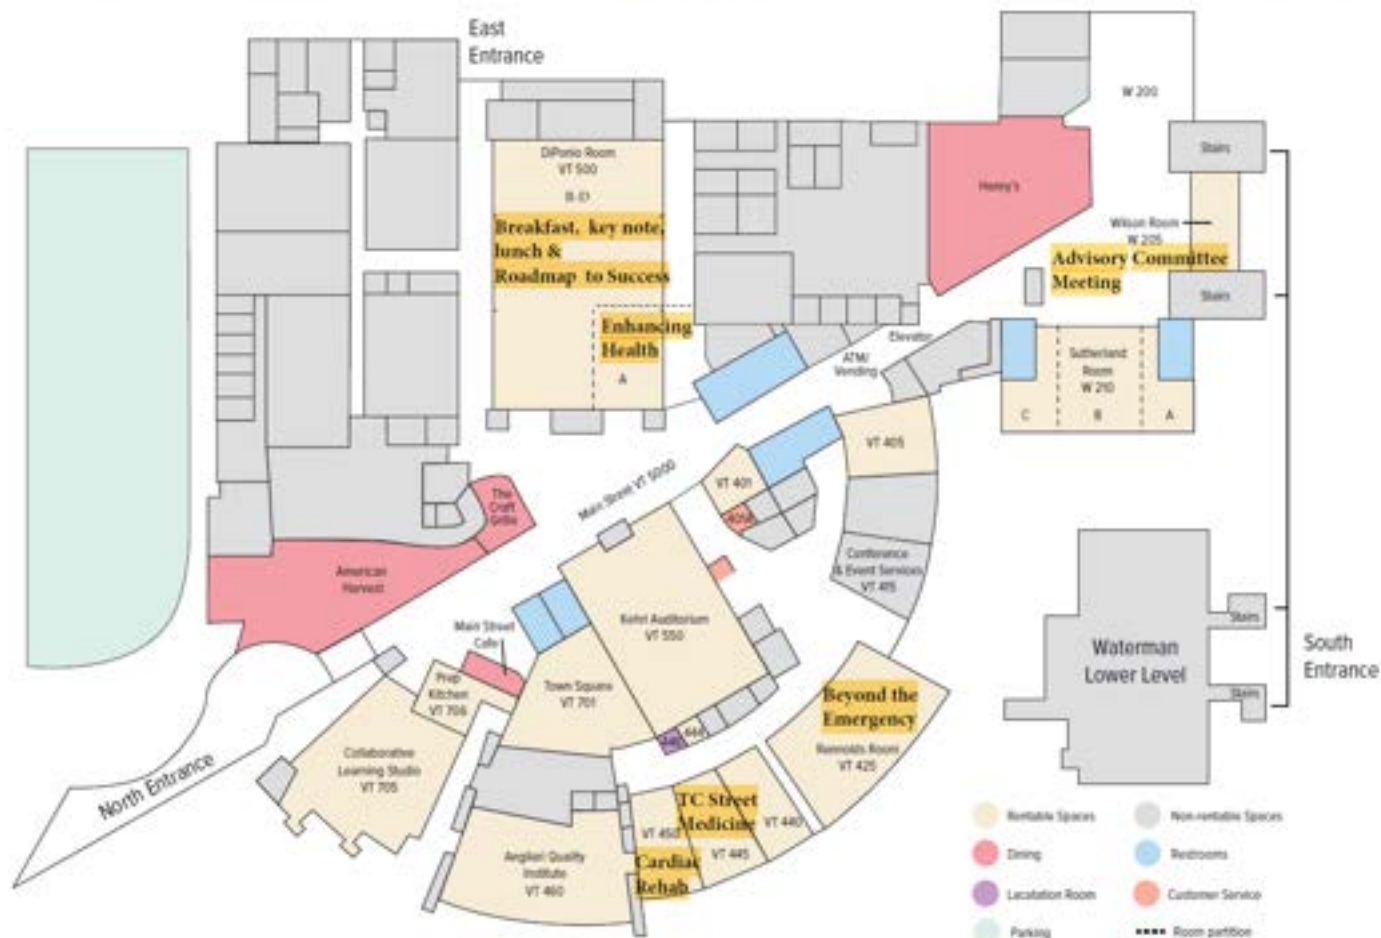 East
Entrance
W 200
Stairs
DiPonio Room
VT 500
B-D
Henry's
Wilson Room
W 205
Breakfast, key note,
lunch &
Roadmap to Success
Advisory Committee
Meeting
Stairs
Enhancing
Health
A
Elevator
ATM/
Vending
Sutherland
Room
W 210
C
B
A
VT 405
Main Street VT 5000
VT 401
The
Craft
Grille
American
Harvest
Conference
& Event Services
VT 415
Kehrl Auditorium
VT 550
Main Street
Cafe
Prep
Kitchen
VT 706
Town Square
VT 701
Waterman
Lower Level
Stairs
Stairs
South
Entrance
Beyond the
Emergency
Reynolds Room
VT 425
Collaborative
Learning Studio
VT 705
North Entrance
TC Street
Medicine
VT 440
VT 450
VT 445
Cardiac
Rehab
Quality
Institute
VT 460
Rentable Spaces
Non-rentable Spaces
Dining
Restrooms
Lacatation Room
Customer Service
Parking
Room partition